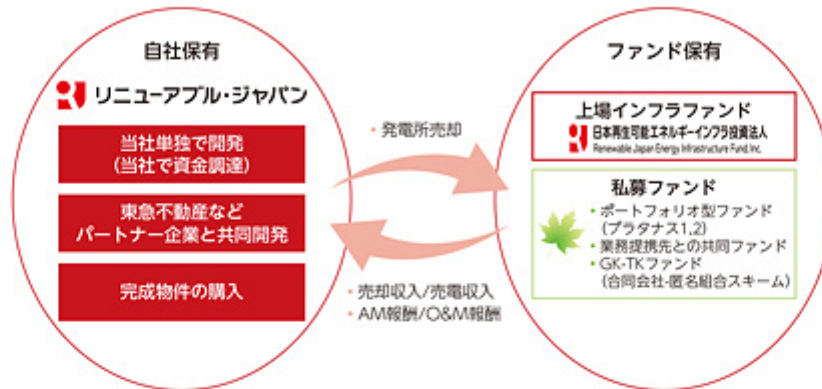 自社保有
リニューアブル・ジャパン
当社単独で開発
(当社で資金調達)
東急不動産など
パートナー企業と共同開発
完成物件の購入
・発電所売却
・売却収入/売電収入
・AM報酬/O&M報酬
ファンド保有
上場インフラファンド
日本再生可能エネルギーインフラ投資法人
Renewable Japan Energy Infrastructure Fund, Inc.
私募ファンド
・ポートフォリオ型ファンド
(プラタナス1,2)
・業務提携先との共同ファンド
・GK-TKファンド
(合同会社-匿名組合スキーム)